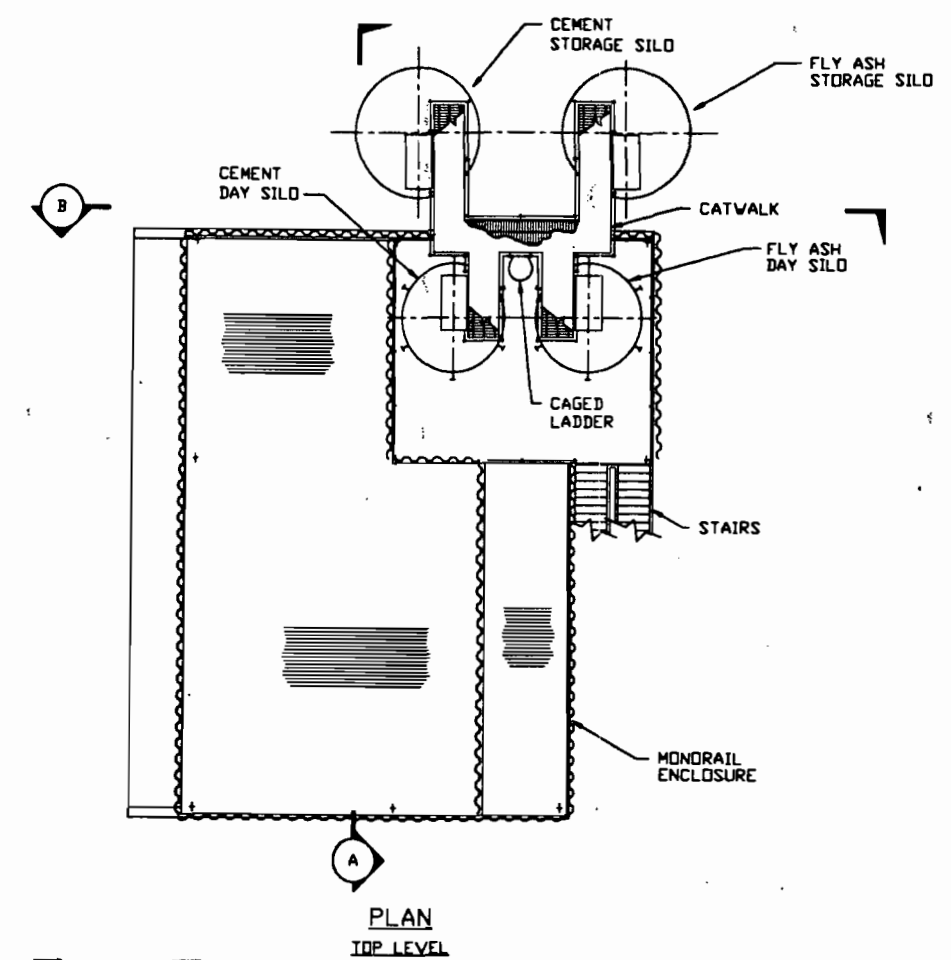 CEMENT
STORAGE SILO
FLY ASH
STORAGE SILO
CEMENT
DAY SILO
B
CATWALK
FLY ASH
DAY SILO
CAGED
LADDER
STAIRS
MONORAIL
ENCLOSURE
A
PLAN
TOP LEVEL